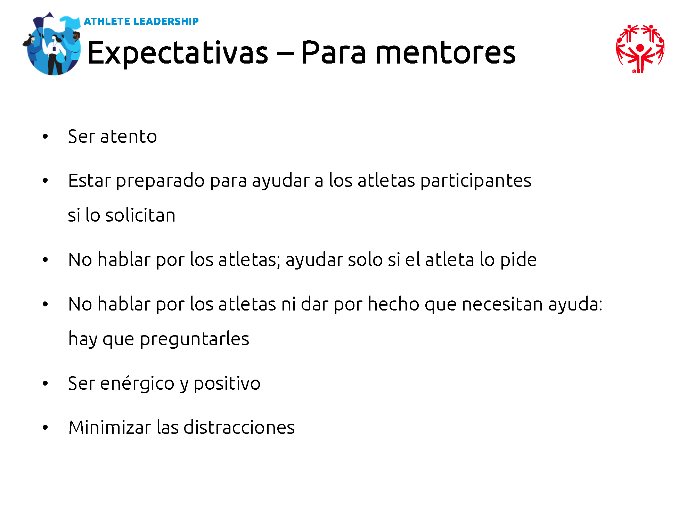 ATHLETE LEADERSHIP
Expectativas – Para mentores
• Ser atento
• Estar preparado para ayudar a los atletas participantes
si lo solicitan
• No hablar por los atletas; ayudar solo si el atleta lo pide
• No hablar por los atletas ni dar por hecho que necesitan ayuda:
hay que preguntarles
• Ser enérgico y positivo
• Minimizar las distracciones